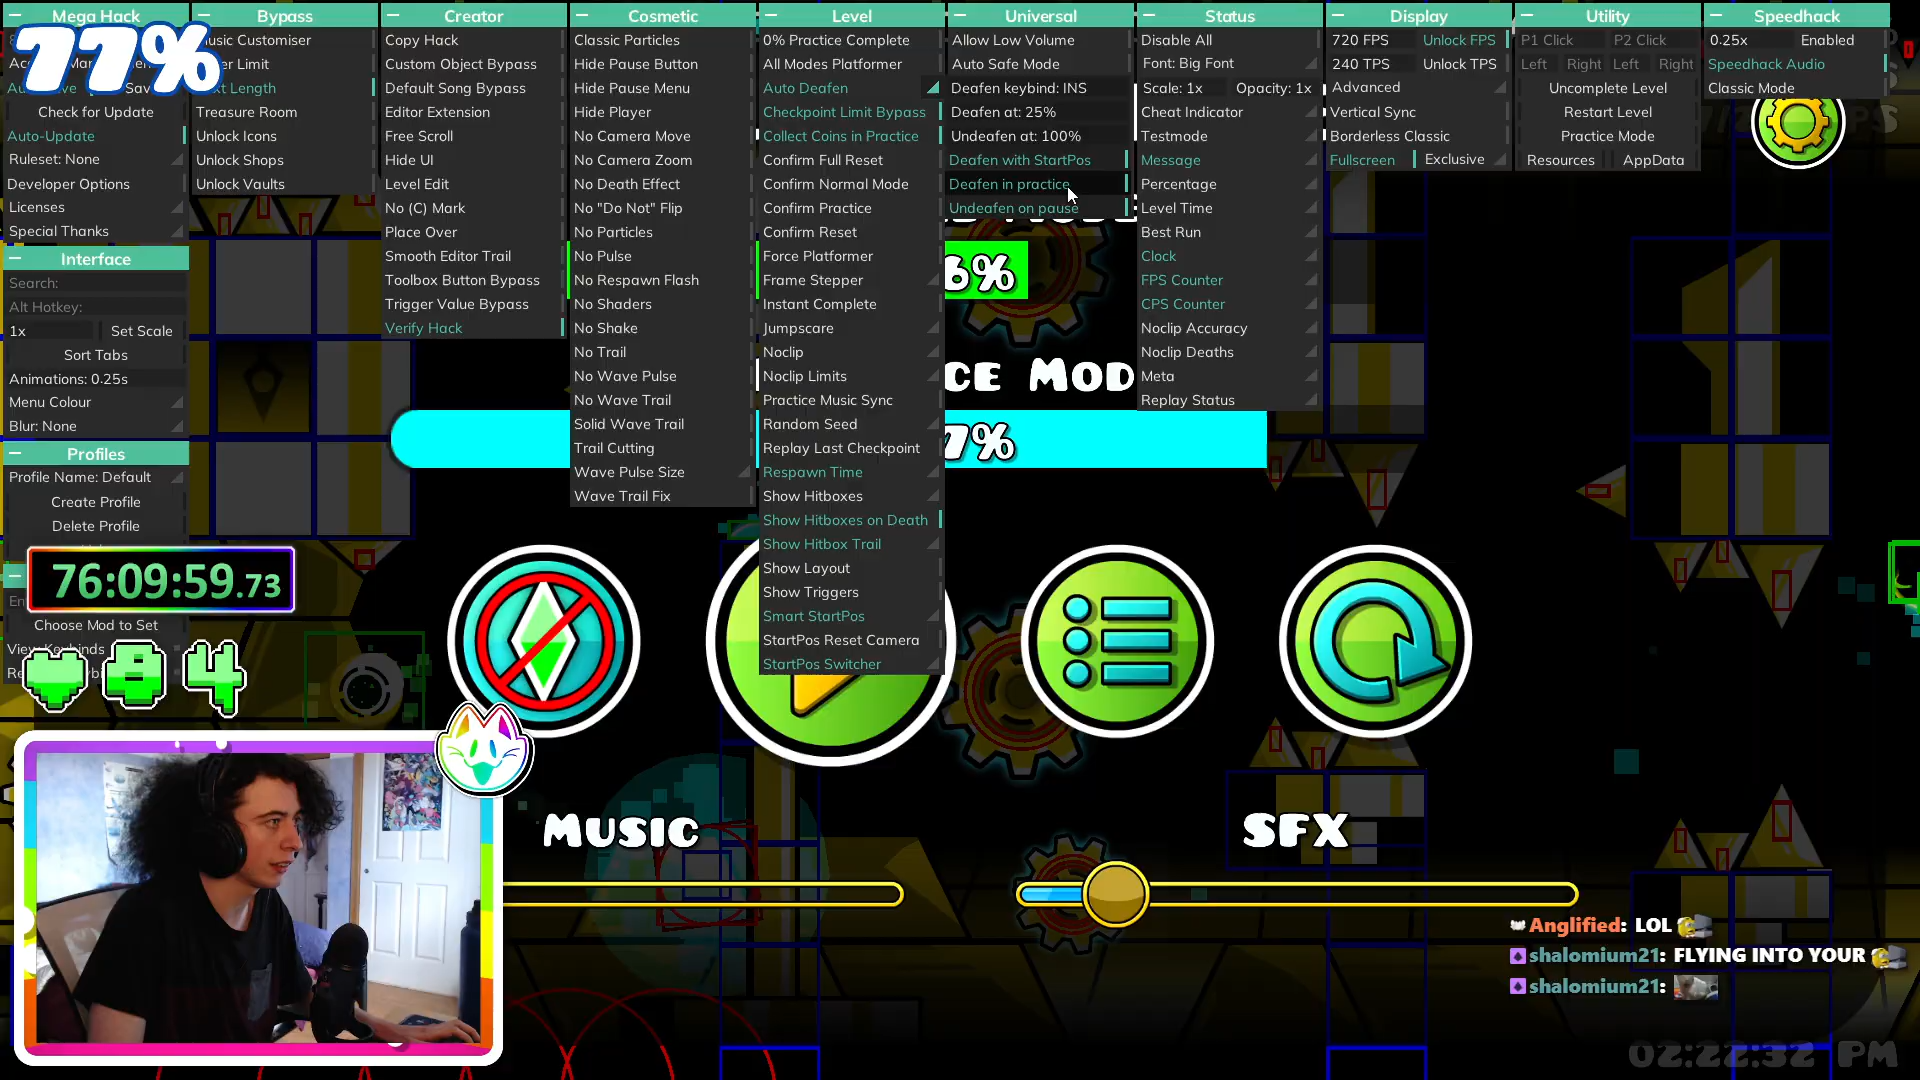 Mega Hack
77%
Check for Update
Auto-Update
Ruleset: None
Developer Options
Licenses
Special Thanks
Interface
Search:
Alt Hotkey:
1x
Set Scale
Sort Tabs
Animations: 0.25s
Menu Colour
Blur: None
Profiles
Profile Name: Default
Create Profile
Delete Profile
76:09:59.73
Choose Mod to Set
View Keybinds
84
Bypass
Music Customiser
Limit
Length
Treasure Room
Unlock Icons
Unlock Shops
Unlock Vaults
Creator
Copy Hack
Custom Object Bypass
Default Song Bypass
Editor Extension
Free Scroll
Hide UI
Level Edit
No (C) Mark
Place Over
Smooth Editor Trail
Toolbox Button Bypass
Trigger Value Bypass
Verify Hack
Cosmetic
Classic Particles
Hide Pause Button
Hide Pause Menu
Hide Player
No Camera Move
No Camera Zoom
No Death Effect
No "Do Not" Flip
No Particles
No Pulse
No Respawn Flash
No Shaders
No Shake
No Trail
No Wave Pulse
No Wave Trail
Solid Wave Trail
Trail Cutting
Wave Pulse Size
Wave Trail Fix
Level
0% Practice Complete
All Modes Platformer
Auto Deafen
Checkpoint Limit Bypass
Collect Coins in Practice
Confirm Full Reset
Confirm Normal Mode
Confirm Practice
Confirm Reset
Force Platformer
Frame Stepper
Instant Complete
Jumpscare
Noclip
Noclip Limits
Practice Music Sync
Random Seed
Replay Last Checkpoint
Respawn Time
Show Hitboxes
Show Hitboxes on Death
Show Hitbox Trail
Show Layout
Show Triggers
Smart StartPos
StartPos Reset Camera
StartPos Switcher
Universal
Allow Low Volume
Auto Safe Mode
Deafen keybind: INS
Deafen at: 25%
Undeafen at: 100%
Deafen with StartPos
Deafen in practice
Undeafen on pause
6%
CE MOD
7%
Status
Disable All
Font: Big Font
Scale: 1x
Opacity: 1x
Cheat Indicator
Testmode
Message
Percentage
Level Time
Best Run
Clock
FPS Counter
CPS Counter
Noclip Accuracy
Noclip Deaths
Meta
Replay Status
Display
720 FPS
Unlock FPS
240 TPS
Unlock TPS
Advanced
Vertical Sync
Borderless Classic
Fullscreen
Exclusive
Utility
P1 Click
P2 Click
Left
Right
Left
Right
Uncomplete Level
Restart Level
Practice Mode
Resources
AppData
Speedhack
0.25x
Enabled
Speedhack Audio
Classic Mode
Music
SFX
Anglified: LOL
shalomium21: FLYING INTO YOUR
shalomium21:
02:22:32 PM